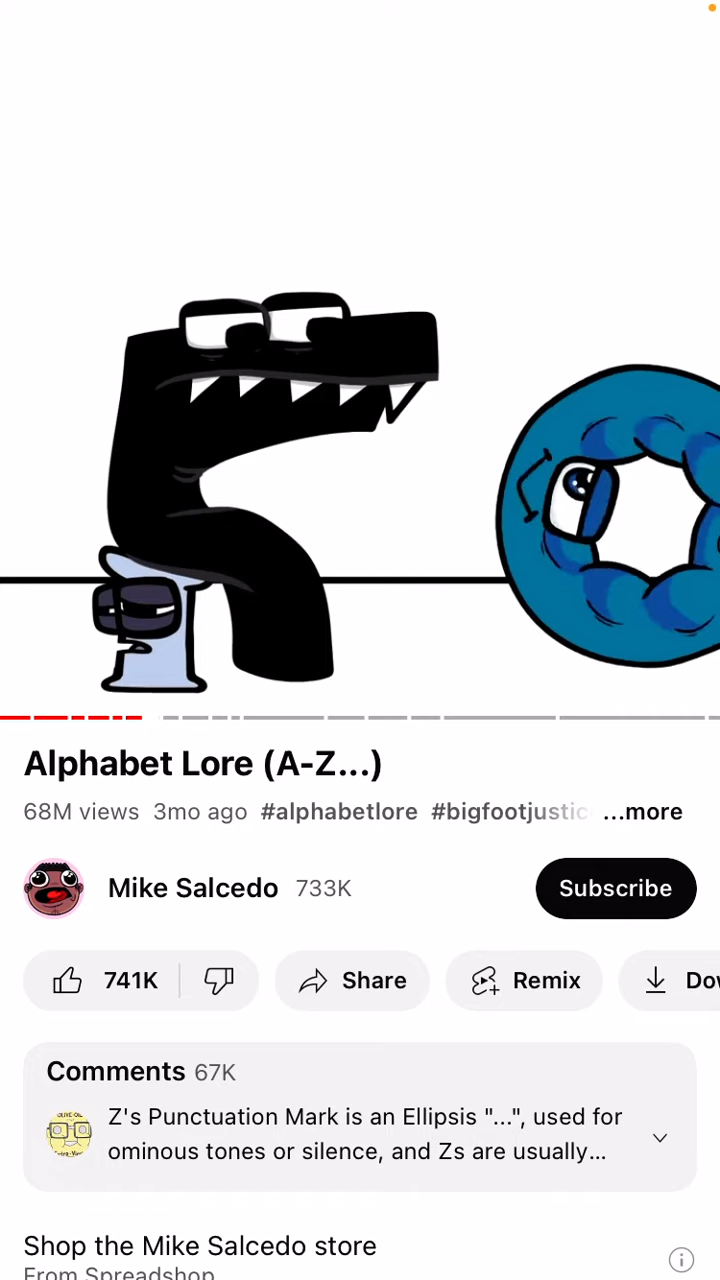 Alphabet Lore (A-Z...)
68M views 3mo ago #alphabetlore #bigfootjustic ...more
Mike Salcedo 733K
Subscribe
741K
Share
Remix
Comments 67K
Z's Punctuation Mark is an Ellipsis "...", used for
ominous tones or silence, and Zs are usually...
Shop the Mike Salcedo store
From Spreadshop